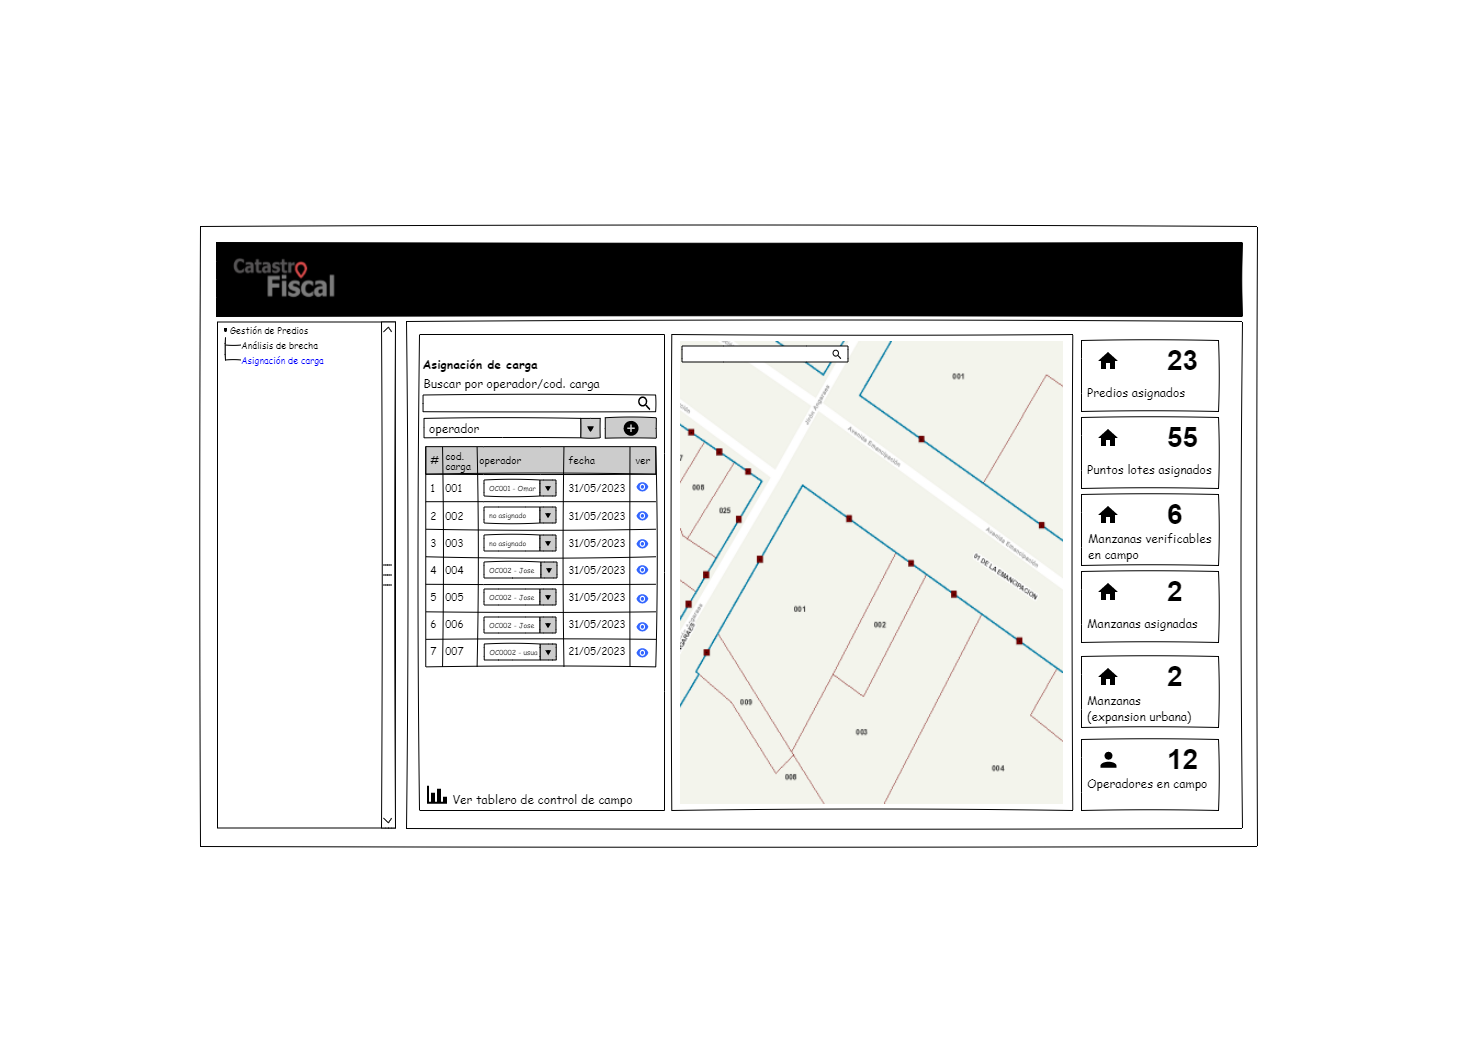 Catastro
Fiscal
Gestión de Predios
Análisis de brecha
Asignación de carga
Asignación de carga
Buscar por operador/cod. carga
operador
# cod. carga operador fecha ver
1 001 OC001 - Omar 31/05/2023
2 002 no asignado 31/05/2023
3 003 no asignado 31/05/2023
4 004 OC002 - Jose 31/05/2023
5 005 OC002 - Jose 31/05/2023
6 006 OC002 - Jose 31/05/2023
7 007 OC0002 - usua 21/05/2023
Ver tablero de control de campo
001
Jirón Angaraes
Avenida Emancipación
7
008
025
Avenida Emancipación
01 DE LA EMANCIPACION
001
002
009
003
008
004
23
Predios asignados
55
Puntos lotes asignados
6
Manzanas verificables
en campo
2
Manzanas asignadas
2
Manzanas
(expansion urbana)
12
Operadores en campo